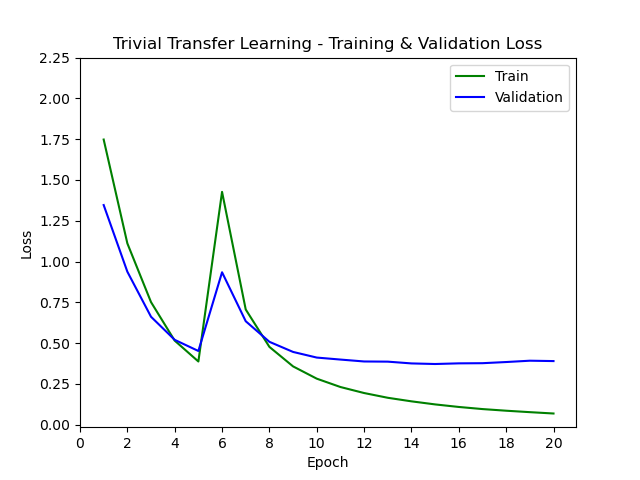 Trivial Transfer Learning - Training & Validation Loss
2.25
2.00
1.75
1.50
1.25
1.00
0.75
0.50
0.25
0.00
Loss
Train
Validation
0 2 4 6 8 10 12 14 16 18 20
Epoch